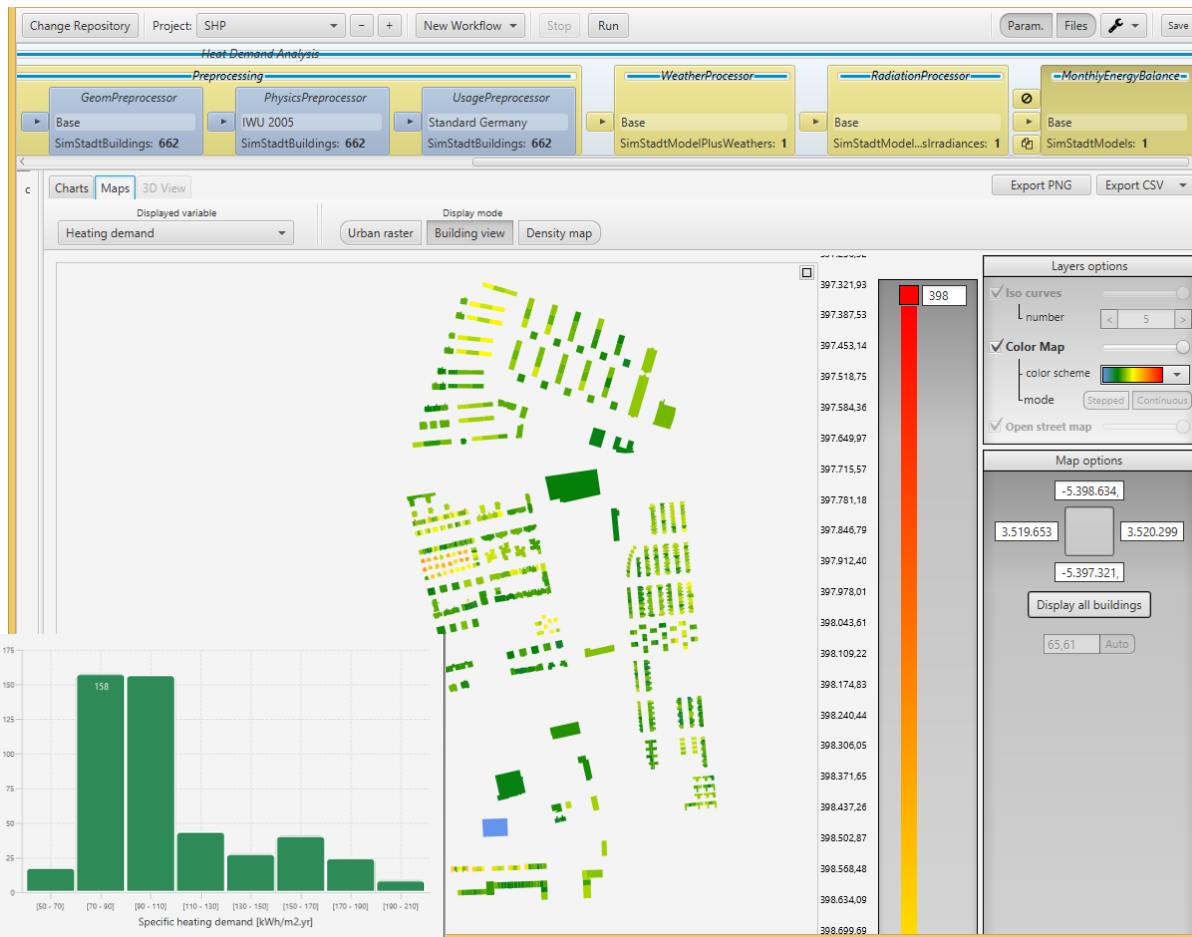 Change Repository Project: SHP − + New Workflow Stop Run Param. Files Save
Heat Demand Analysis
Preprocessing WeatherProcessor RadiationProcessor MonthlyEnergyBalance
GeomPreprocessor PhysicsPreprocessor UsagePreprocessor
Base IWU 2005 Standard Germany Base Base Base
SimStadtBuildings: 662 SimStadtBuildings: 662 SimStadtBuildings: 662 SimStadtModelPlusWeathers: 1 SimStadtModel...sIrradiances: 1 SimStadtModels: 1
c Charts Maps 3D View Export PNG Export CSV
Displayed variable Display mode
Heating demand Urban raster Building view Density map
397.321,93
397.387,53
397.453,14
397.518,75
397.584,36
397.649,97
397.715,57
397.781,18
397.846,79
397.912,40
397.978,01
398.043,61
398.109,22
398.174,83
398.240,44
398.306,05
398.371,65
398.437,26
398.502,87
398.568,48
398.634,09
398.699,69
398
Layers options
Iso curves
number < 5 >
Color Map
color scheme
mode Stepped Continuous
Open street map
Map options
-5.398.634,
3.519.653 3.520.299
-5.397.321,
Display all buildings
65,61 Auto
175
150
125
100
75
50
25
0
158
[50 - 70] [70 - 90] [90 - 110] [110 - 130] [130 - 150] [150 - 170] [170 - 190] [190 - 210]
Specific heating demand [kWh/m2.yr]